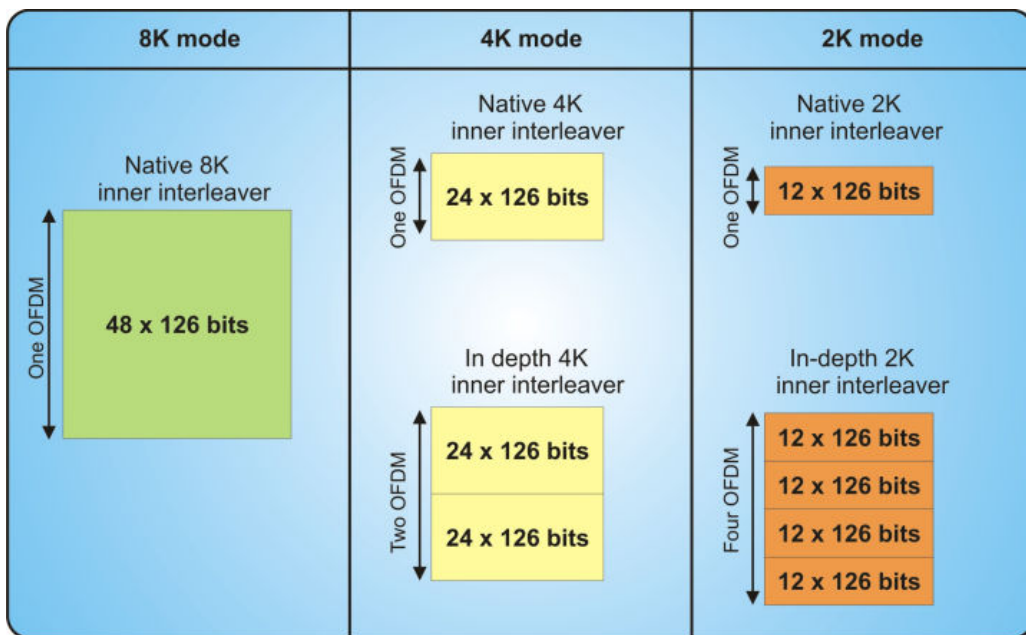 8K mode
4K mode
2K mode
Native 8K
inner interleaver
One OFDM
48 x 126 bits
Native 4K
inner interleaver
One OFDM
24 x 126 bits
In depth 4K
inner interleaver
Two OFDM
24 x 126 bits
24 x 126 bits
Native 2K
inner interleaver
One OFDM
12 x 126 bits
In-depth 2K
inner interleaver
Four OFDM
12 x 126 bits
12 x 126 bits
12 x 126 bits
12 x 126 bits